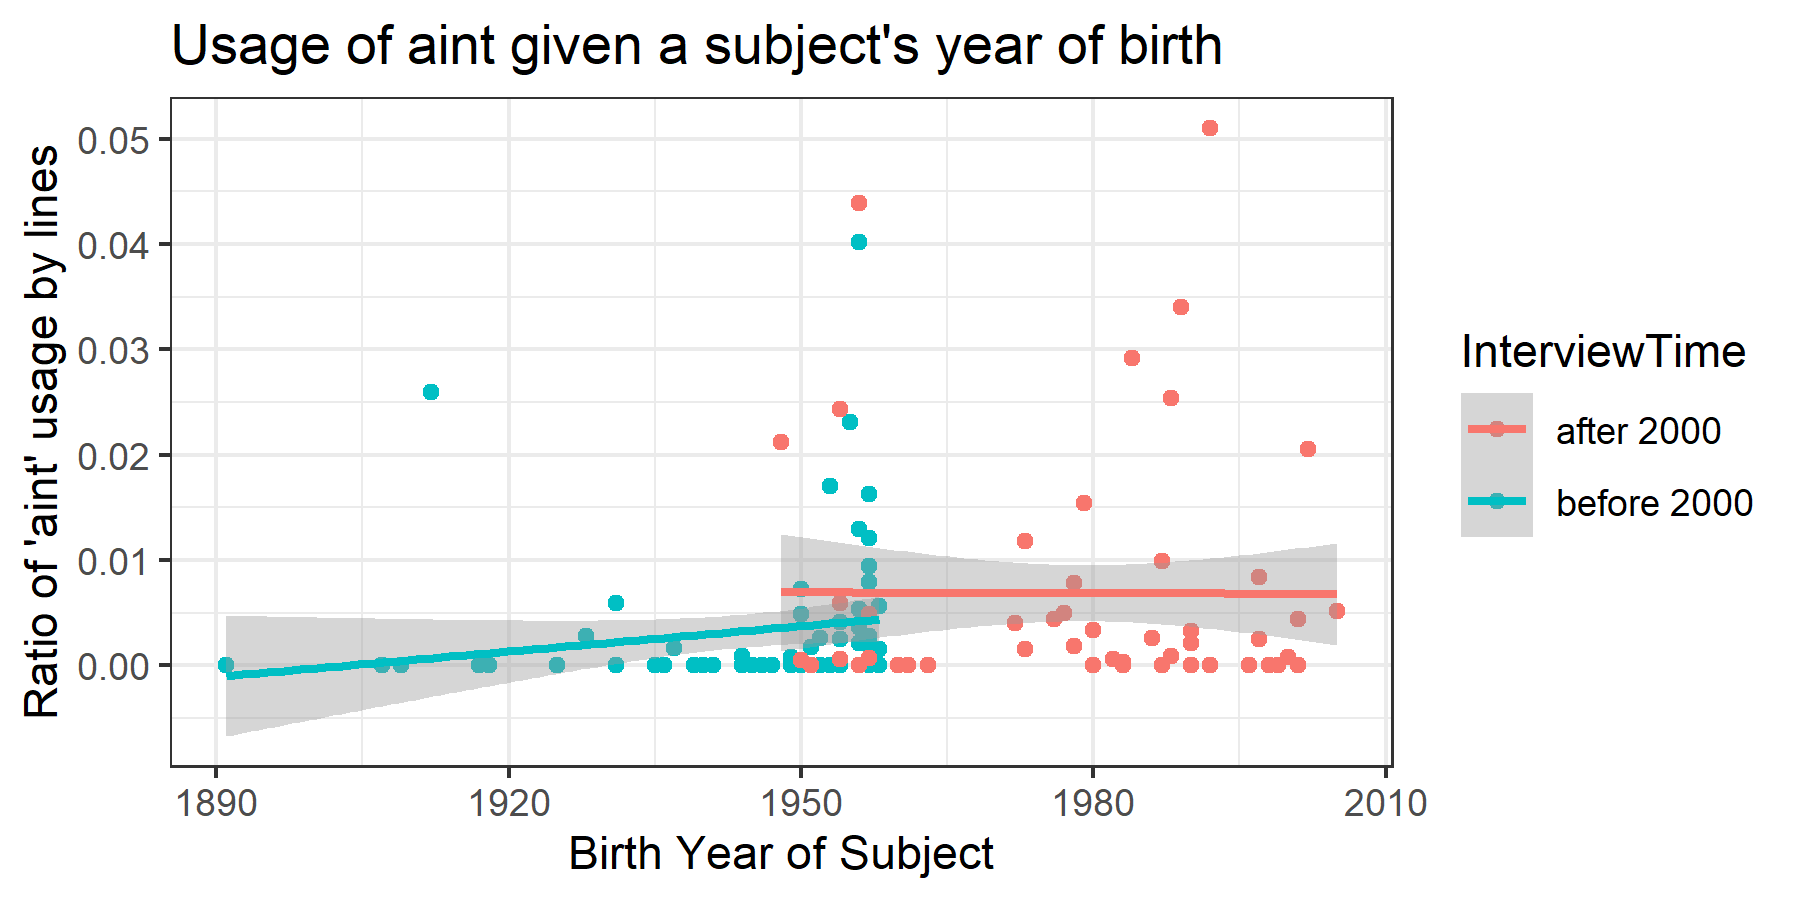 Usage of aint given a subject's year of birth
Ratio of 'aint' usage by lines
0.05
0.04
0.03
0.02
0.01
0.00
1890 1920 1950 1980 2010
Birth Year of Subject
InterviewTime
after 2000
before 2000